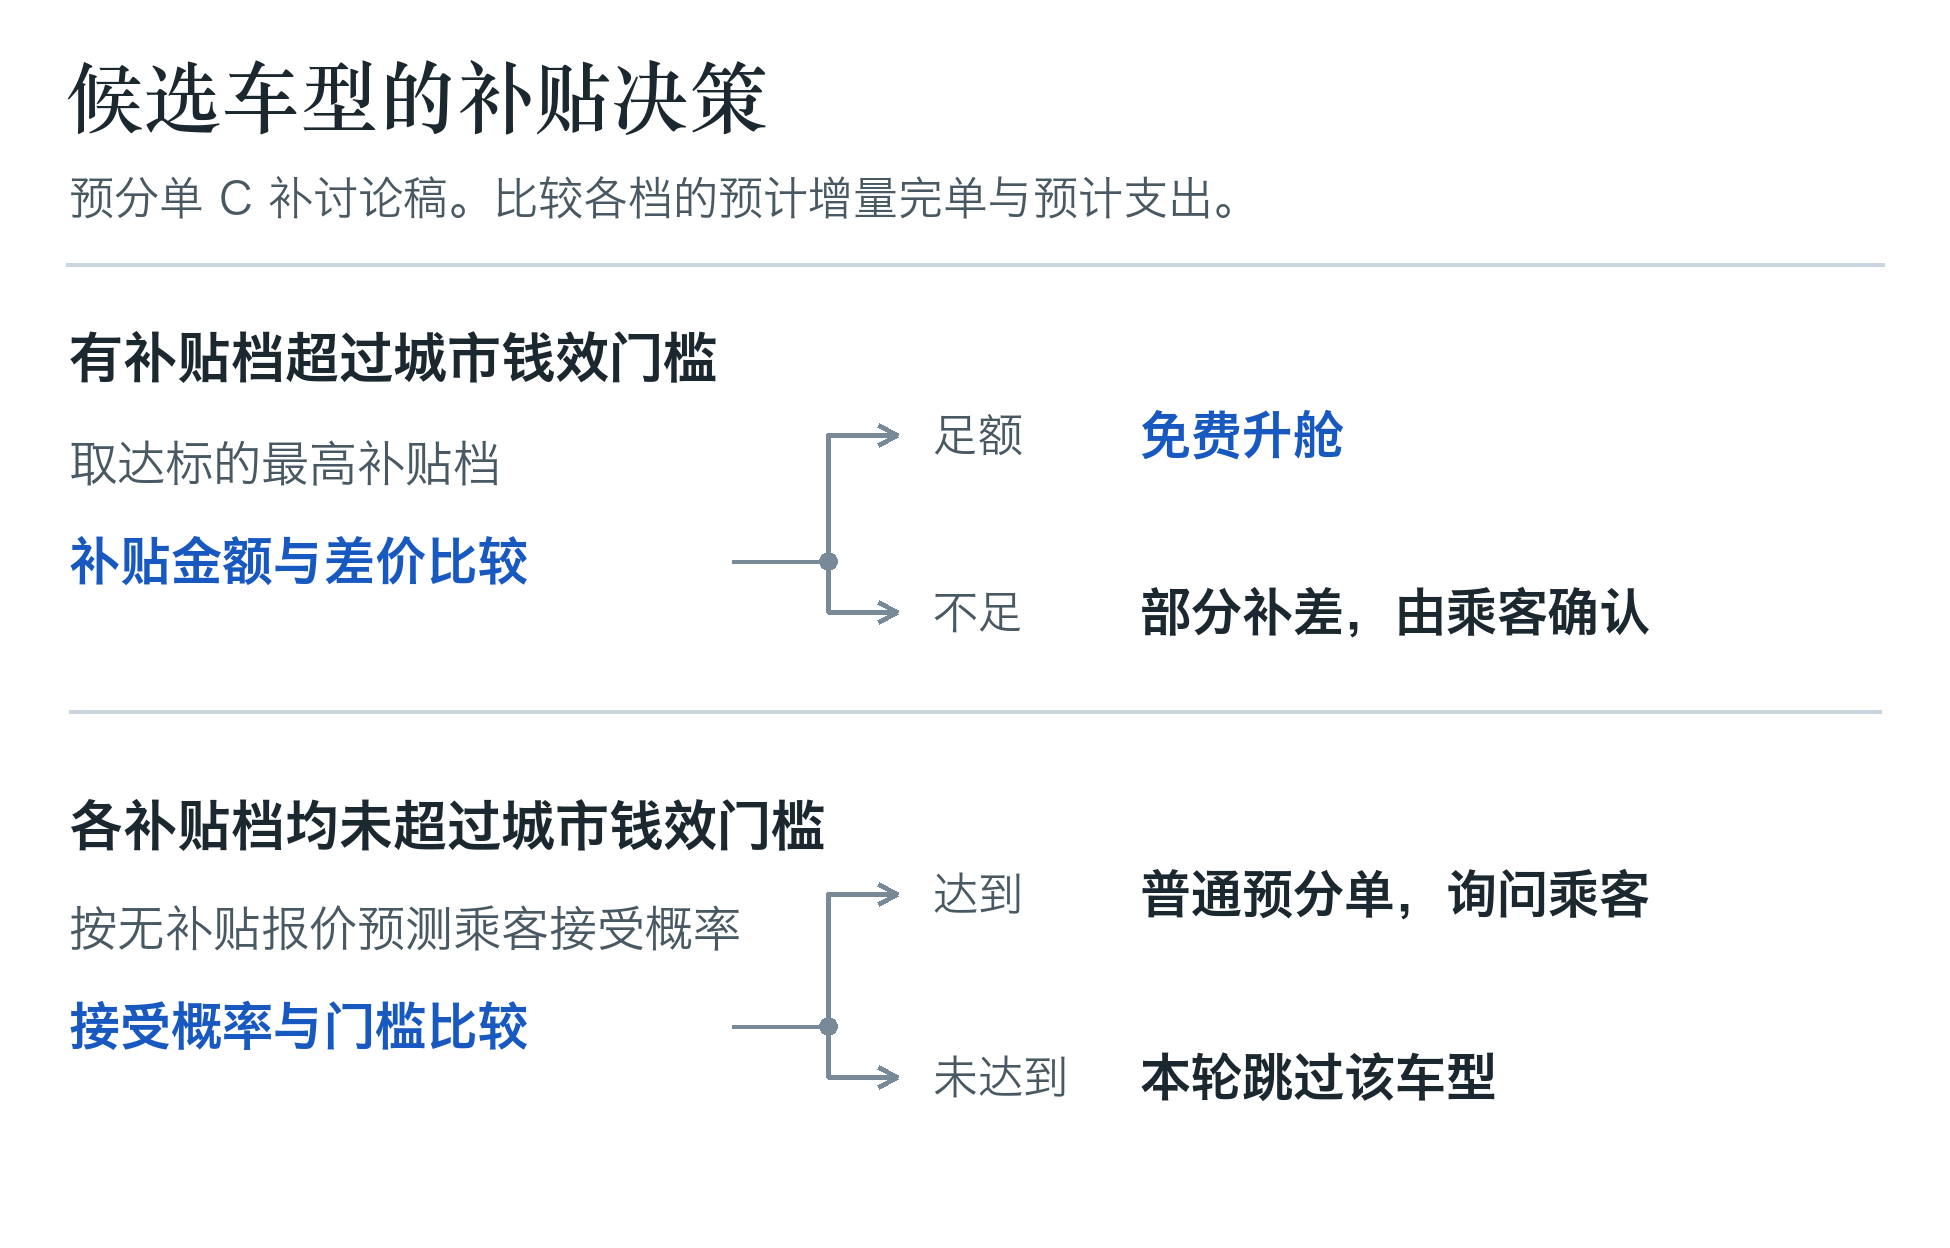 候选车型的补贴决策
预分单 C 补讨论稿。比较各档的预计增量完单与预计支出。
有补贴档超过城市钱效门槛
取达标的最高补贴档
补贴金额与差价比较
足额
免费升舱
不足
部分补差，由乘客确认
各补贴档均未超过城市钱效门槛
按无补贴报价预测乘客接受概率
接受概率与门槛比较
达到
普通预分单，询问乘客
未达到
本轮跳过该车型